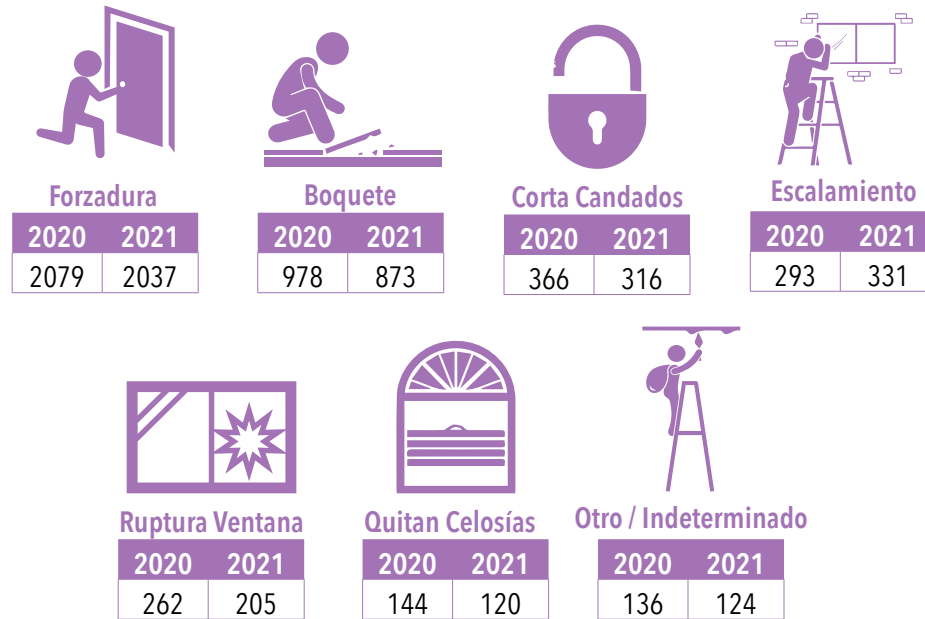 Forzadura
2020 2021
2079 2037
Boquete
2020 2021
978 873
Corta Candados
2020 2021
366 316
Escalamiento
2020 2021
293 331
Ruptura Ventana
2020 2021
262 205
Quitan Celosías
2020 2021
144 120
Otro / Indeterminado
2020 2021
136 124